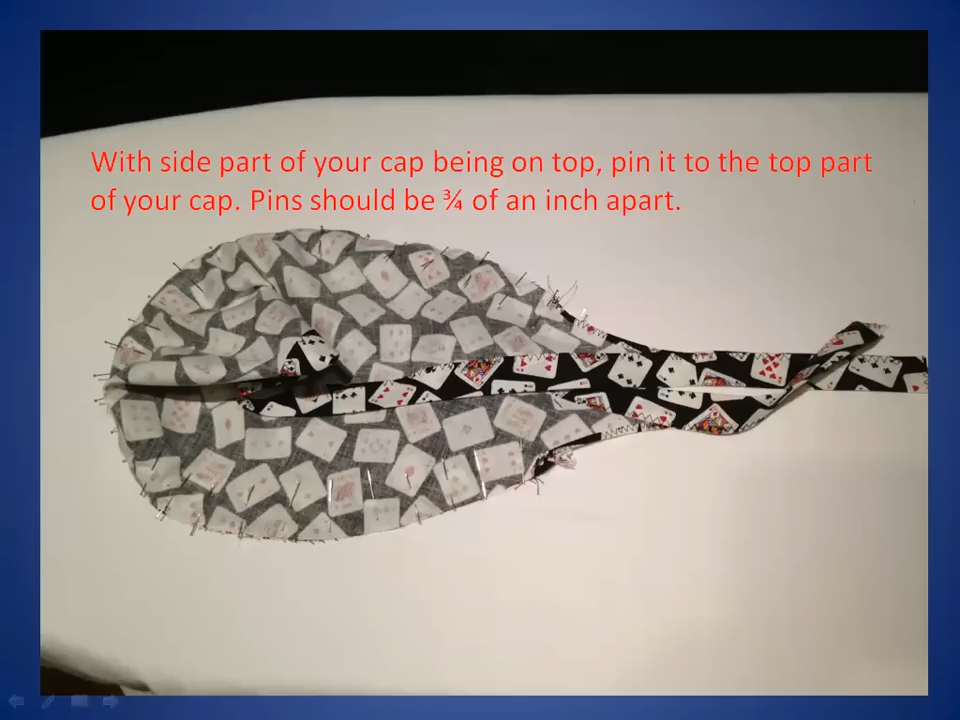 With side part of your cap being on top, pin it to the top part
of your cap. Pins should be ¾ of an inch apart.